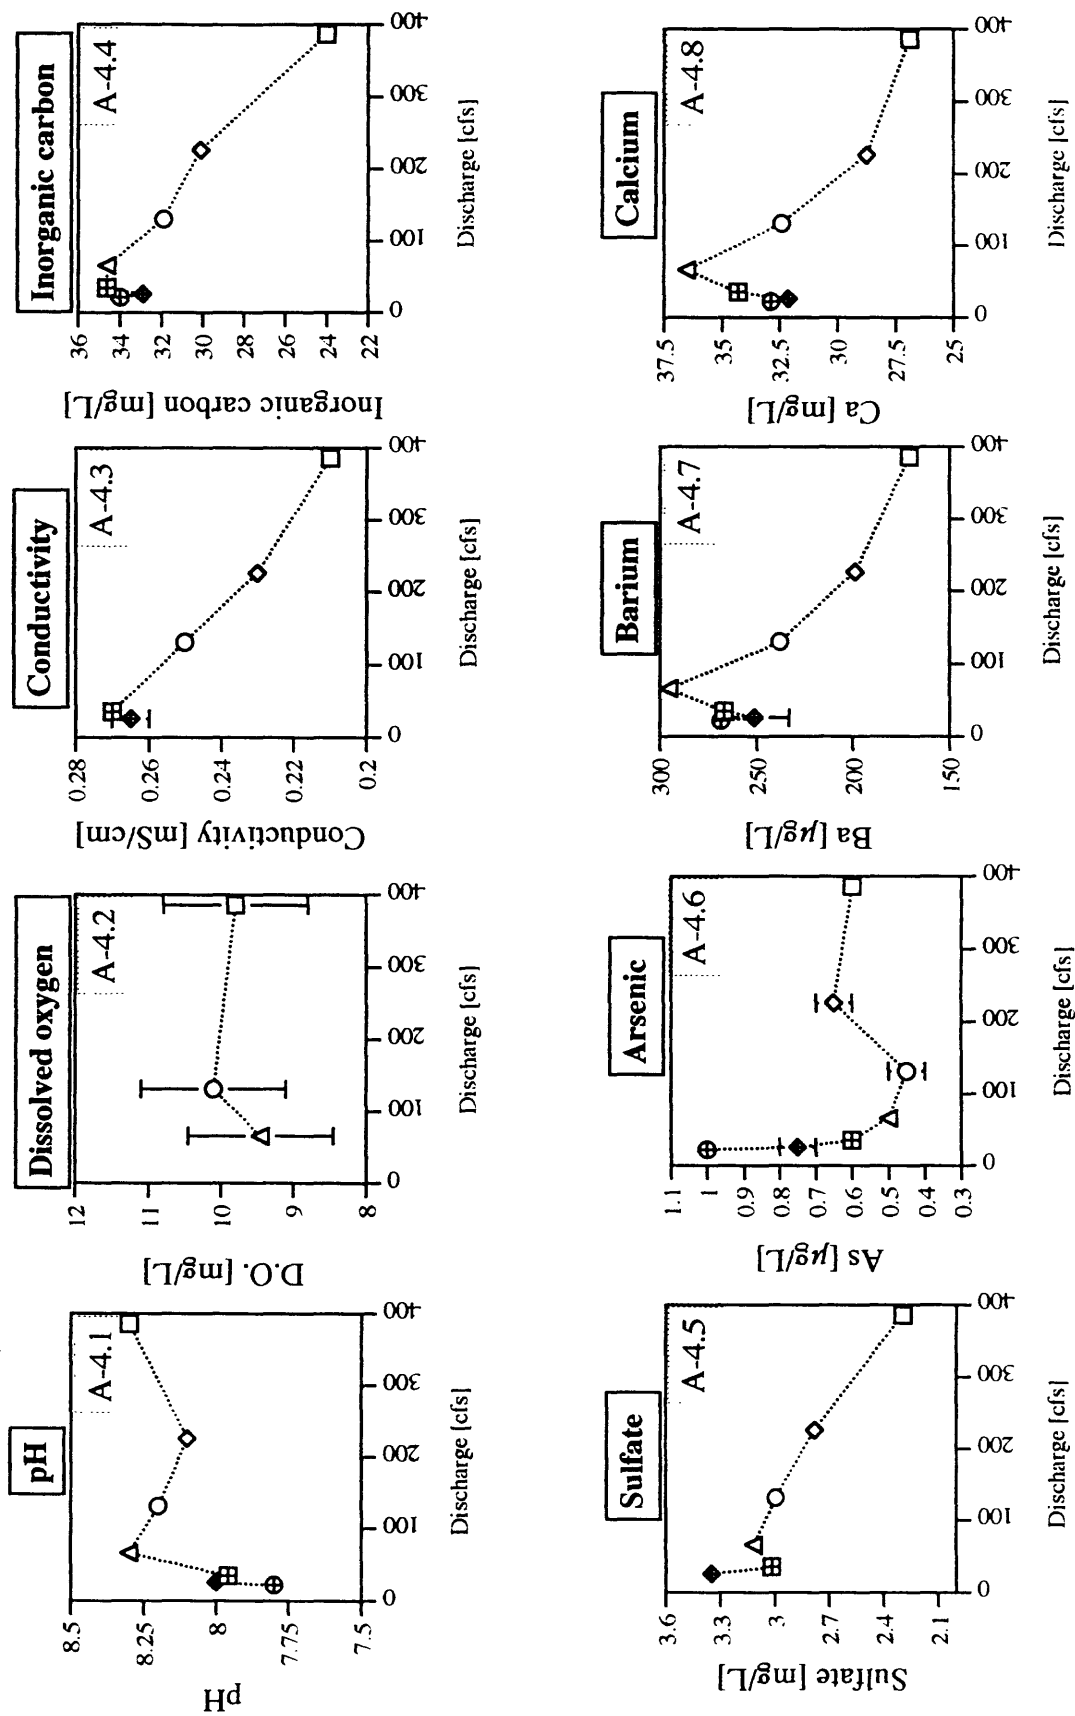 pH
A-4.1
pH
8.5
8.25
8
7.75
7.5
0
100
200
300
400
Discharge [cfs]
Dissolved oxygen
A-4.2
D.O. [mg/L]
12
11
10
9
8
0
100
200
300
400
Discharge [cfs]
Conductivity
A-4.3
Conductivity [mS/cm]
0.28
0.26
0.24
0.22
0.2
0
100
200
300
400
Discharge [cfs]
Inorganic carbon
A-4.4
Inorganic carbon [mg/L]
36
34
32
30
28
26
24
22
0
100
200
300
400
Discharge [cfs]
Sulfate
A-4.5
Sulfate [mg/L]
3.6
3.3
3
2.7
2.4
2.1
0
100
200
300
400
Discharge [cfs]
Arsenic
A-4.6
As [µg/L]
1.1
1
0.9
0.8
0.7
0.6
0.5
0.4
0.3
0
100
200
300
400
Discharge [cfs]
Barium
A-4.7
Ba [µg/L]
300
250
200
150
0
100
200
300
400
Discharge [cfs]
Calcium
A-4.8
Ca [mg/L]
37.5
35
32.5
30
27.5
25
0
100
200
300
400
Discharge [cfs]